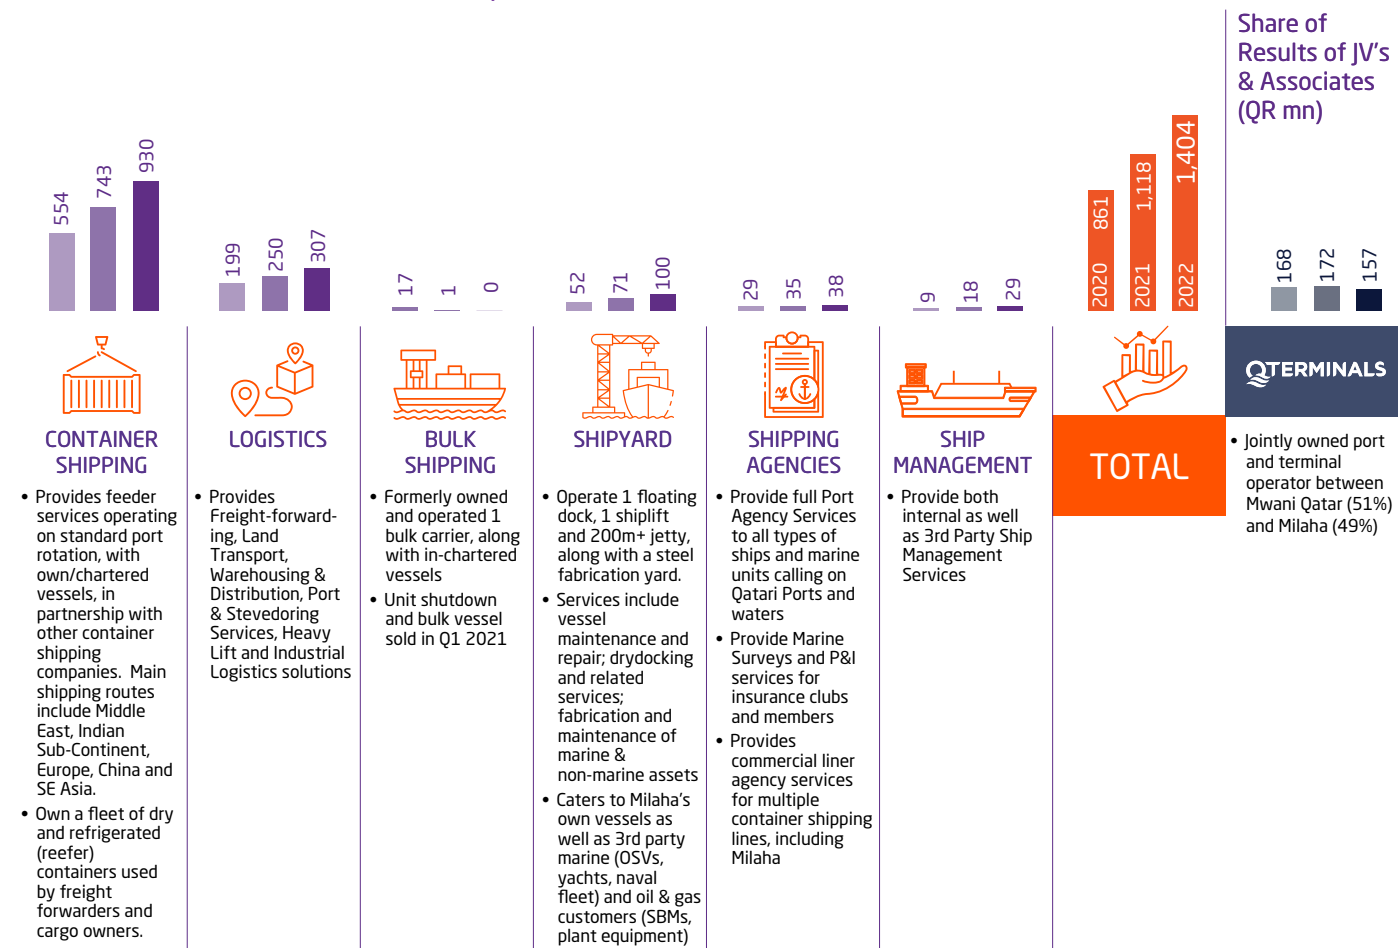 Share of
Results of JV's
& Associates
(QR mn)
554
743
930
199
250
307
17
1
0
52
71
100
29
35
38
9
18
29
861
2020
1,118
2021
1,404
2022
168
172
157
CONTAINER
SHIPPING
• Provides feeder
services operating
on standard port
rotation, with
own/chartered
vessels, in
partnership with
other container
shipping
companies. Main
shipping routes
include Middle
East, Indian
Sub-Continent,
Europe, China and
SE Asia.
• Own a fleet of dry
and refrigerated
(reefer)
containers used
by freight
forwarders and
cargo owners.
LOGISTICS
• Provides
Freight-forward-
ing, Land
Transport,
Warehousing &
Distribution, Port
& Stevedoring
Services, Heavy
Lift and Industrial
Logistics solutions
BULK
SHIPPING
• Formerly owned
and operated 1
bulk carrier, along
with in-chartered
vessels
• Unit shutdown
and bulk vessel
sold in Q1 2021
SHIPYARD
• Operate 1 floating
dock, 1 shiplift
and 200m+ jetty,
along with a steel
fabrication yard.
• Services include
vessel
maintenance and
repair; drydocking
and related
services;
fabrication and
maintenance of
marine &
non-marine assets
• Caters to Milaha's
own vessels as
well as 3rd party
marine (OSVs,
yachts, naval
fleet) and oil & gas
customers (SBMs,
plant equipment)
SHIPPING
AGENCIES
• Provide full Port
Agency Services
to all types of
ships and marine
units calling on
Qatari Ports and
waters
• Provide Marine
Surveys and P&I
services for
insurance clubs
and members
• Provides
commercial liner
agency services
for multiple
container shipping
lines, including
Milaha
SHIP
MANAGEMENT
• Provide both
internal as well
as 3rd Party Ship
Management
Services
TOTAL
QTERMINALS
• Jointly owned port
and terminal
operator between
Mwani Qatar (51%)
and Milaha (49%)